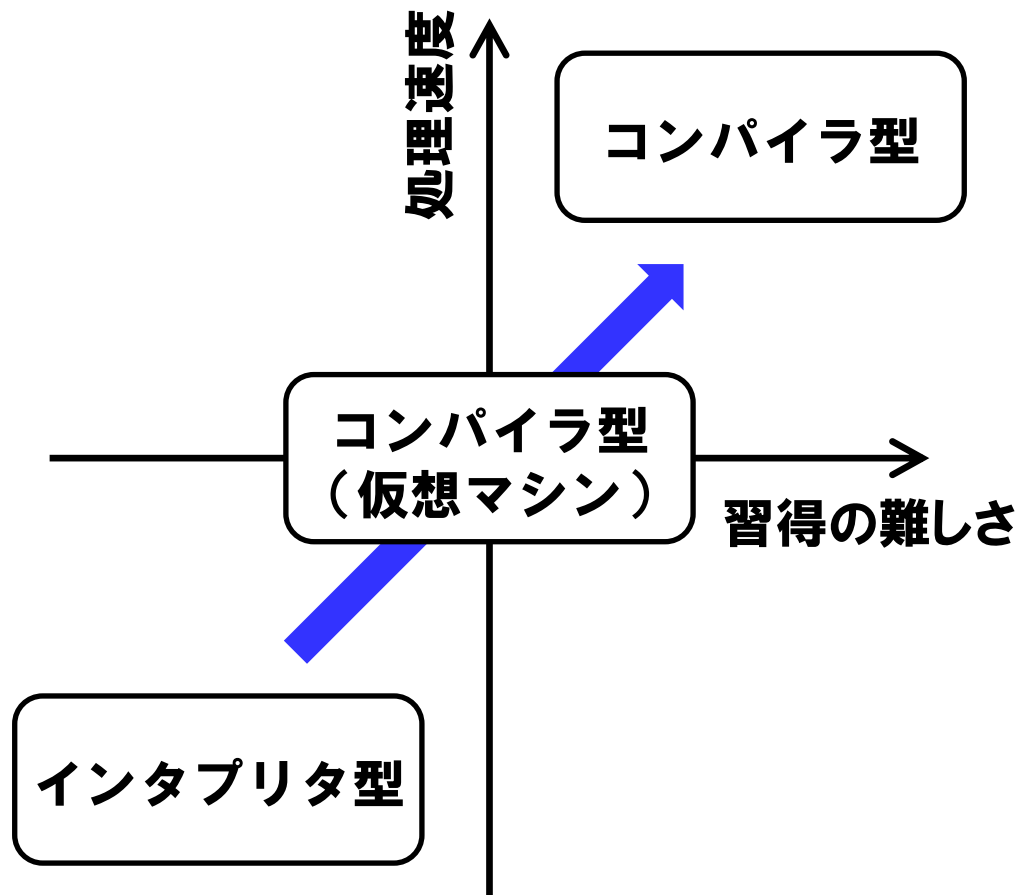 処理速度
コンパイラ型
コンパイラ型
（仮想マシン）
習得の難しさ
インタプリタ型